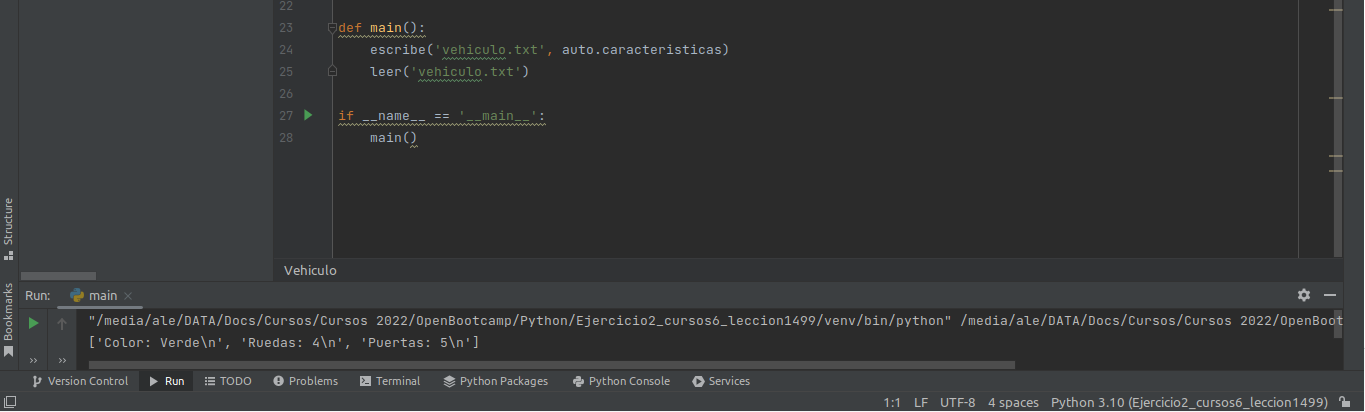 22
23 def main():
24 escribe('vehiculo.txt', auto.caracteristicas)
25 leer('vehiculo.txt')
26
27 if __name__ == '__main__':
28 main()
Structure
Bookmarks
Vehiculo
Run: main
"/media/ale/DATA/Docs/Cursos/Cursos 2022/OpenBootcamp/Python/Ejercicio2_cursos6_leccion1499/venv/bin/python" /media/ale/DATA/Docs/Cursos/Cursos 2022/OpenBoot
['Color: Verde\n', 'Ruedas: 4\n', 'Puertas: 5\n']
Version Control Run TODO Problems Terminal Python Packages Python Console Services
1:1 LF UTF-8 4 spaces Python 3.10 (Ejercicio2_cursos6_leccion1499)